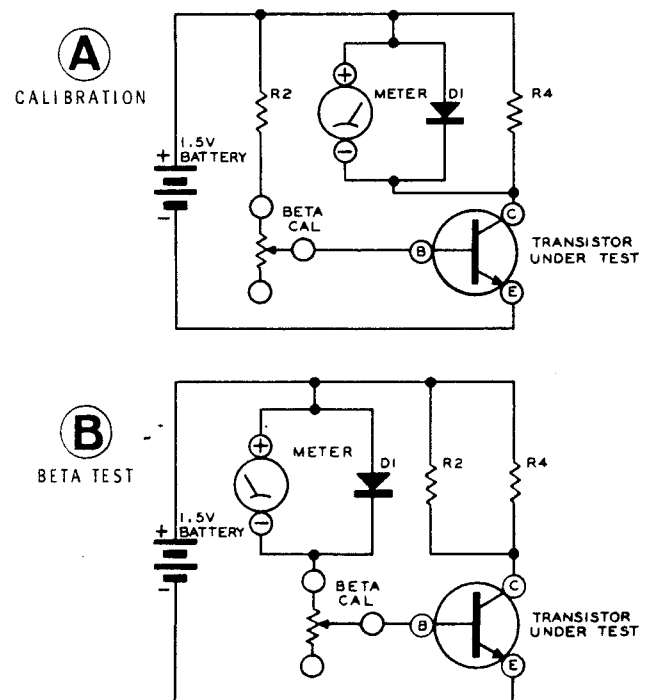 A
CALIBRATION
R2
+
METER
D1
R4
1.5V
+ BATTERY
-
-
BETA
CAL
C
B
TRANSISTOR
UNDER TEST
E
B
BETA TEST
+
METER
D1
R2
R4
1.5V
+ BATTERY
-
-
BETA
CAL
C
B
TRANSISTOR
UNDER TEST
E